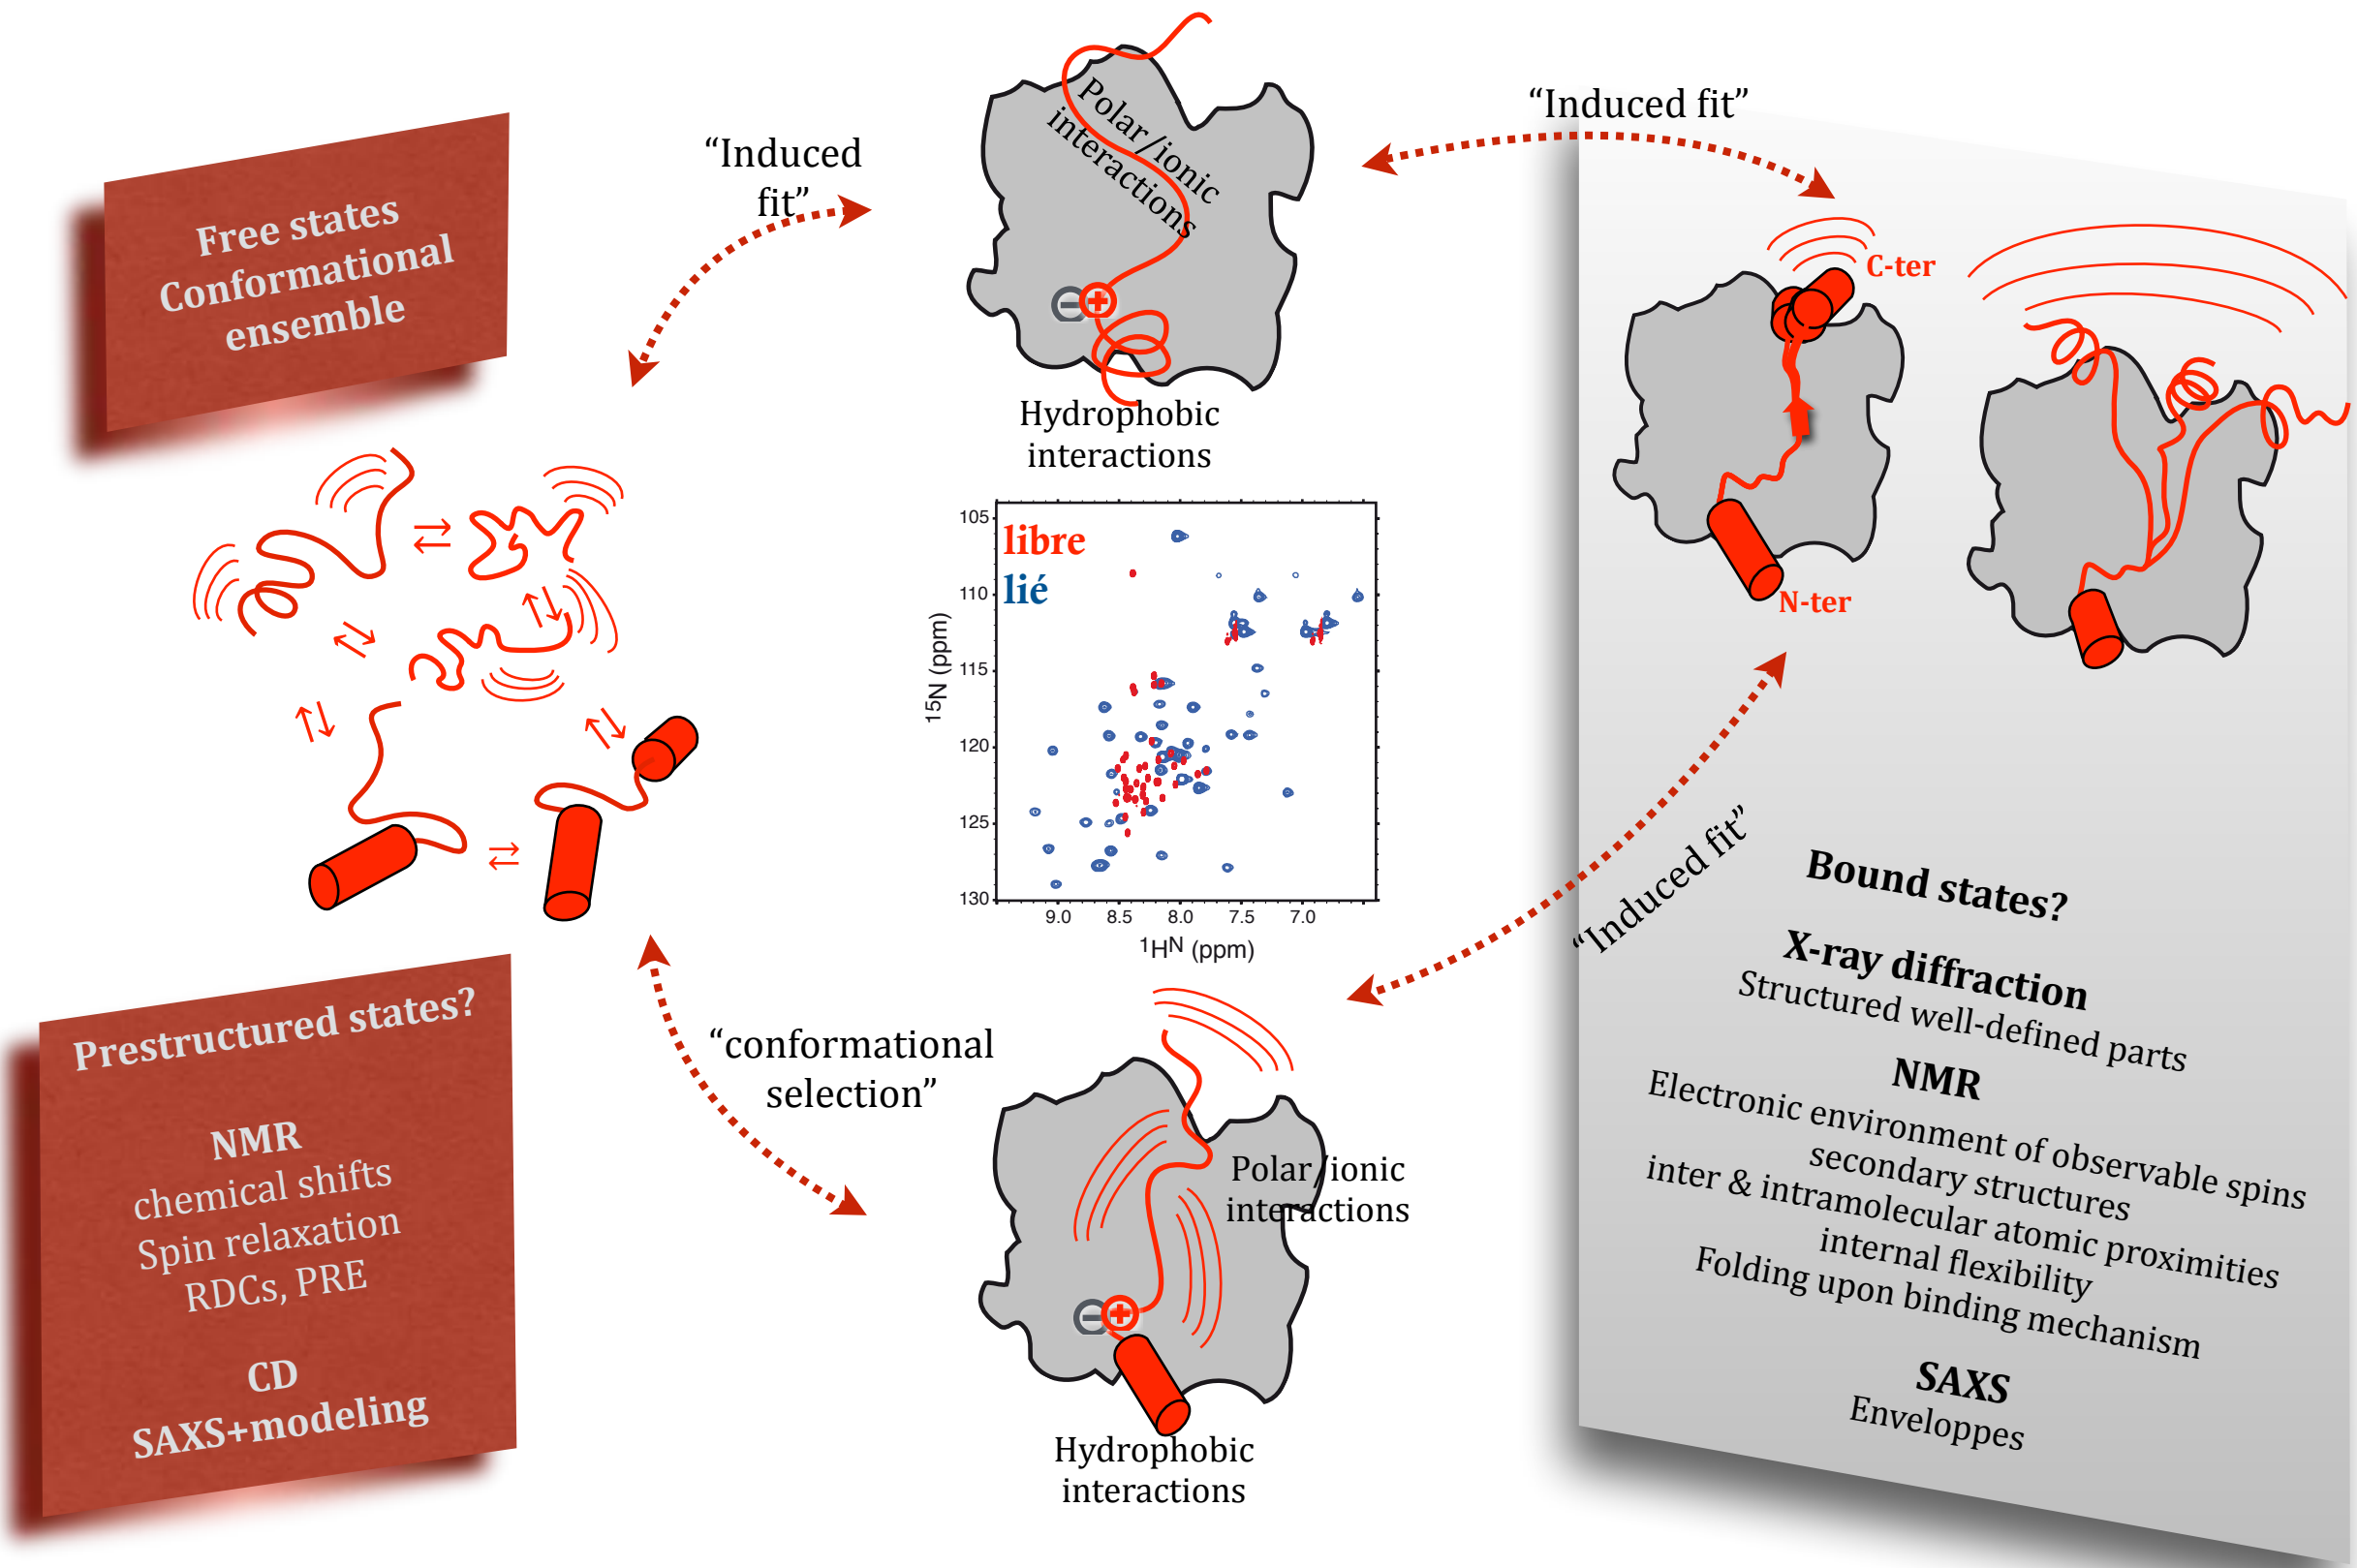 Free states
Conformational
ensemble
“Induced
fit”
Polar/ionic
interactions
Hydrophobic
interactions
“Induced fit”
C-ter
N-ter
libre
lié
105
110
115
120
125
130
15N (ppm)
9.0
8.5
8.0
7.5
7.0
1HN (ppm)
“Induced fit”
Prestructured states?
NMR
chemical shifts
Spin relaxation
RDCs, PRE
CD
SAXS+modeling
“conformational
selection”
Polar/ionic
interactions
Hydrophobic
interactions
Bound states?
X-ray diffraction
Structured well-defined parts
NMR
Electronic environment of observable spins
secondary structures
inter & intramolecular atomic proximities
internal flexibility
Folding upon binding mechanism
SAXS
Enveloppes